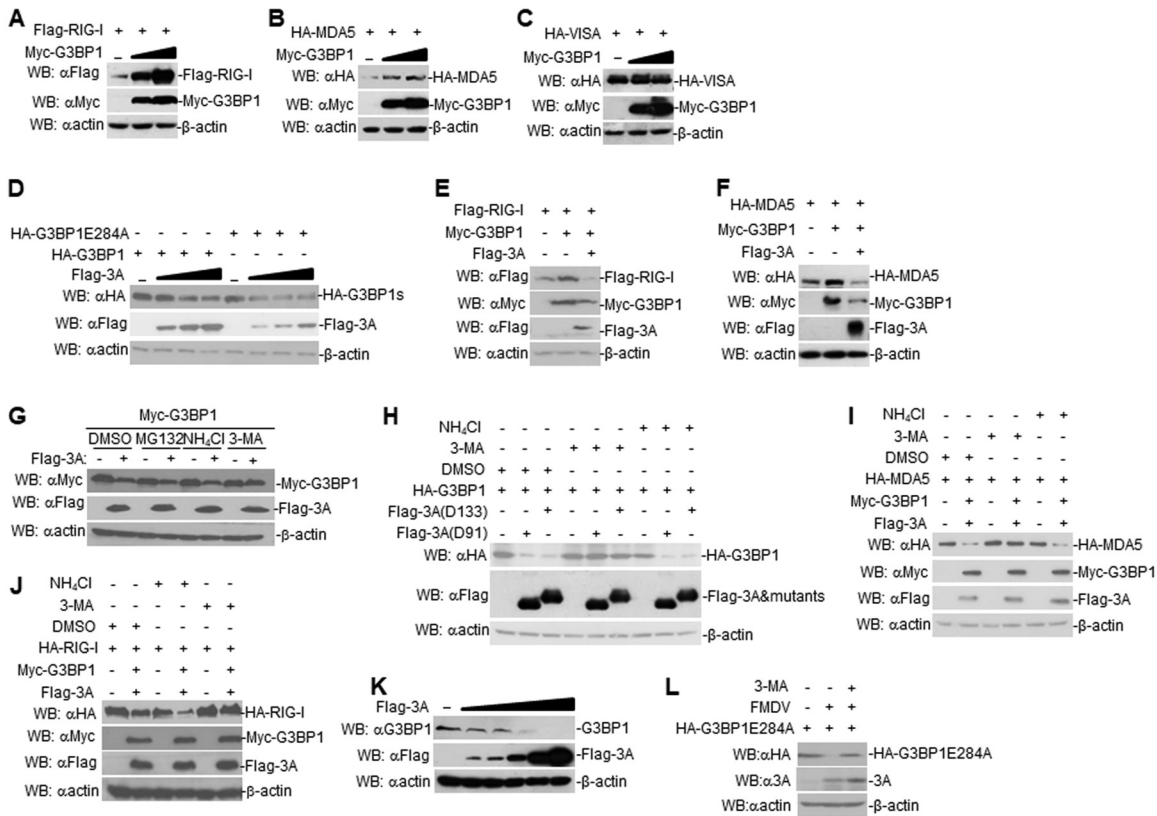 A
Flag-RIG-I + + +
Myc-G3BP1 –
WB: αFlag -Flag-RIG-I
WB: αMyc -Myc-G3BP1
WB: αactin -β-actin
B
HA-MDA5 + + +
Myc-G3BP1 –
WB: αHA -HA-MDA5
WB: αMyc -Myc-G3BP1
WB: αactin -β-actin
C
HA-VISA + + +
Myc-G3BP1 –
WB: αHA -HA-VISA
WB: αMyc -Myc-G3BP1
WB: αactin -β-actin
D
HA-G3BP1E284A - - - - + + + +
HA-G3BP1 + + + + - - - -
Flag-3A – –
WB: αHA -HA-G3BP1s
WB: αFlag -Flag-3A
WB: αactin -β-actin
E
Flag-RIG-I + + +
Myc-G3BP1 - + +
Flag-3A - - +
WB: αFlag -Flag-RIG-I
WB: αMyc -Myc-G3BP1
WB: αFlag -Flag-3A
WB: αactin -β-actin
F
HA-MDA5 + + +
Myc-G3BP1 - + +
Flag-3A - - +
WB: αHA -HA-MDA5
WB: αMyc -Myc-G3BP1
WB: αFlag -Flag-3A
WB: αactin -β-actin
G
Myc-G3BP1
DMSO MG132 NH4Cl 3-MA
Flag-3A: - + - + - + - +
WB: αMyc -Myc-G3BP1
WB: αFlag -Flag-3A
WB: αactin -β-actin
H
NH4Cl - - - - - - + + +
3-MA - - - + + + - - -
DMSO + + + - - - - - -
HA-G3BP1 + + + + + + + + +
Flag-3A(D133) - - + - - + - - +
Flag-3A(D91) - + - - + - - + -
WB: αHA -HA-G3BP1
WB: αFlag -Flag-3A&mutants
WB: αactin -β-actin
I
NH4Cl - - - - + +
3-MA - - + + - -
DMSO + + - - - -
HA-MDA5 + + + + + +
Myc-G3BP1 - + - + - +
Flag-3A - + - + - +
WB: αHA -HA-MDA5
WB: αMyc -Myc-G3BP1
WB: αFlag -Flag-3A
WB: αactin -β-actin
J
NH4Cl - - + + - -
3-MA - - - - + +
DMSO + + - - - -
HA-RIG-I + + + + + +
Myc-G3BP1 - + - + - +
Flag-3A - + - + - +
WB: αHA -HA-RIG-I
WB: αMyc -Myc-G3BP1
WB: αFlag -Flag-3A
WB: αactin -β-actin
K
Flag-3A –
WB: αG3BP1 -G3BP1
WB: αFlag -Flag-3A
WB: αactin -β-actin
L
3-MA - - +
FMDV - + +
HA-G3BP1E284A + + +
WB:αHA -HA-G3BP1E284A
WB:α3A -3A
WB:αactin -β-actin